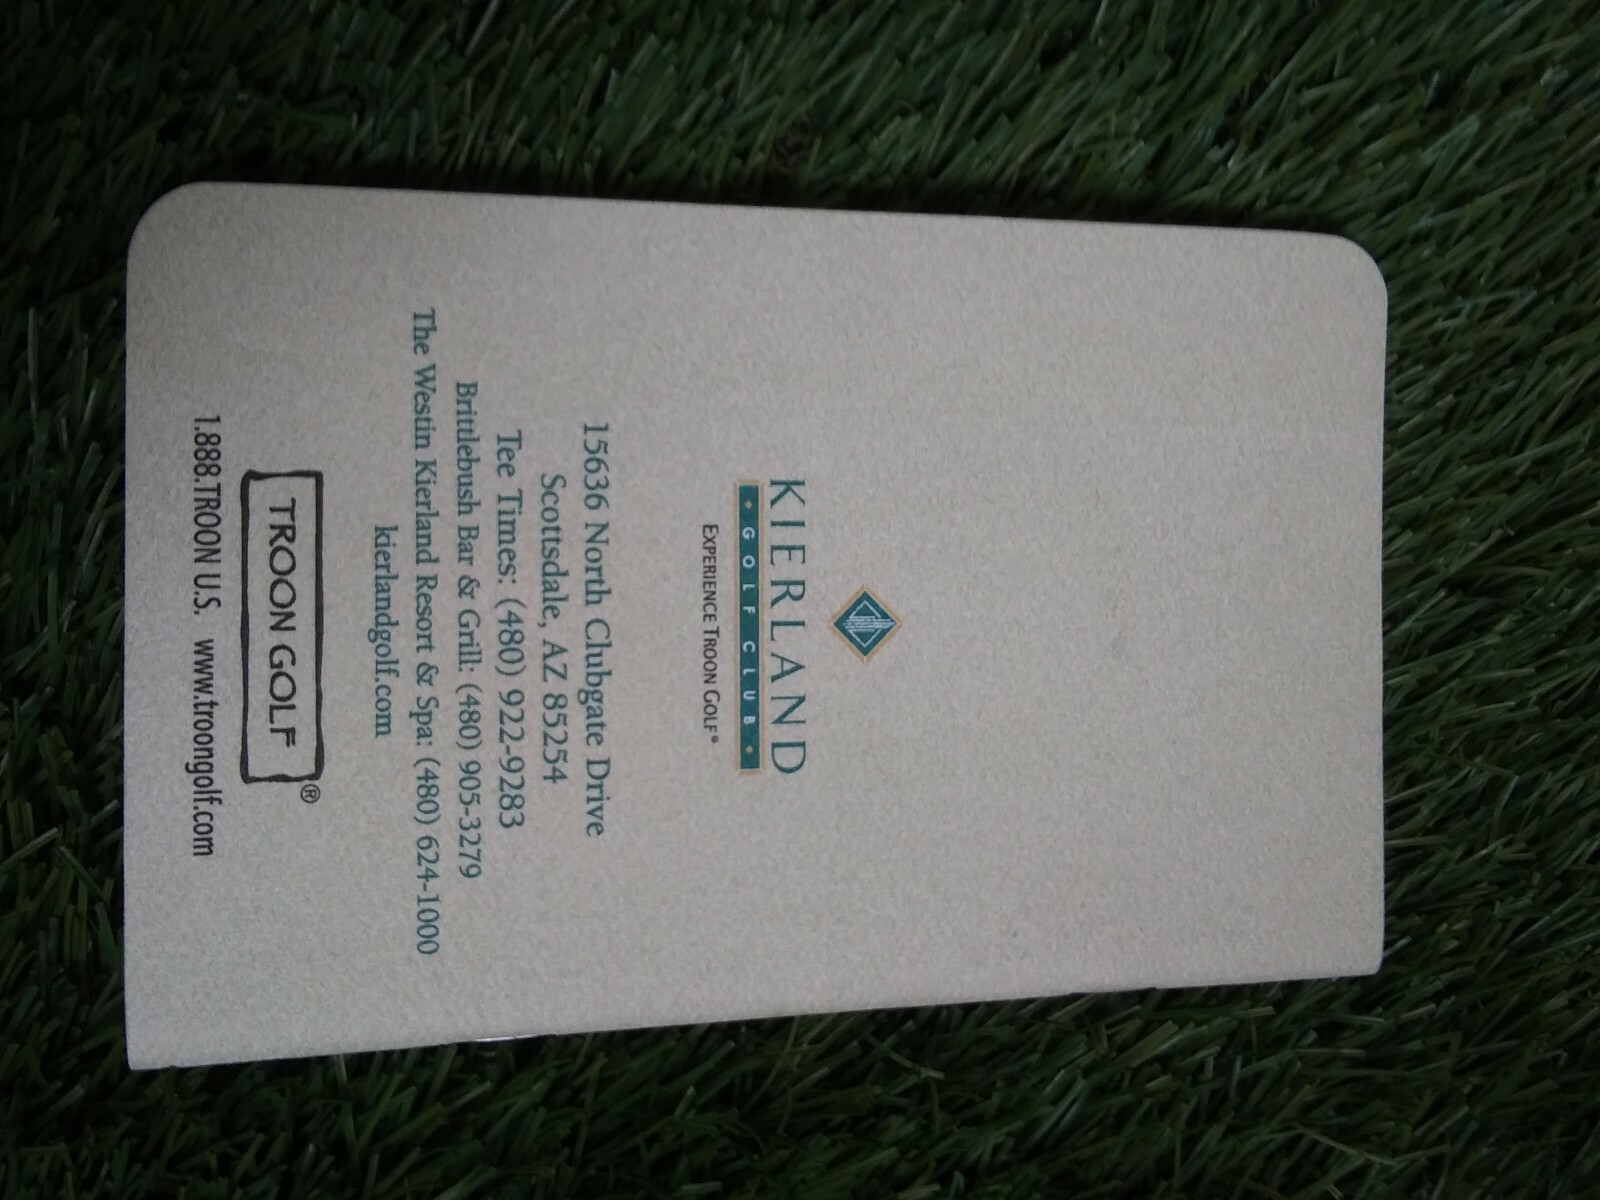 KIERLAND
• GOLF CLUB •
EXPERIENCE TROON GOLF®
15636 North Clubgate Drive
Scottsdale, AZ 85254
Tee Times: (480) 922-9283
Brittlebush Bar & Grill: (480) 905-3279
The Westin Kierland Resort & Spa: (480) 624-1000
kierlandgolf.com
TROON GOLF®
1.888.TROON U.S. www.troongolf.com